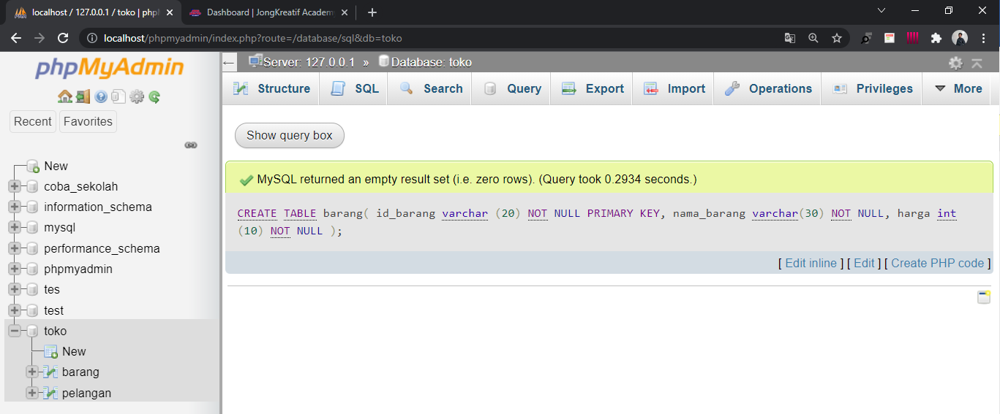 localhost / 127.0.0.1 / toko | phpl
Dashboard | JongKreatif Academy
localhost/phpmyadmin/index.php?route=/database/sql&db=toko
phpMyAdmin
Recent
Favorites
New
coba_sekolah
information_schema
mysql
performance_schema
phpmyadmin
tes
test
toko
New
barang
pelangan
Server: 127.0.0.1 » Database: toko
Structure
SQL
Search
Query
Export
Import
Operations
Privileges
More
Show query box
MySQL returned an empty result set (i.e. zero rows). (Query took 0.2934 seconds.)
CREATE TABLE barang( id_barang varchar (20) NOT NULL PRIMARY KEY, nama_barang varchar(30) NOT NULL, harga int
(10) NOT NULL );
[ Edit inline ] [ Edit ] [ Create PHP code ]